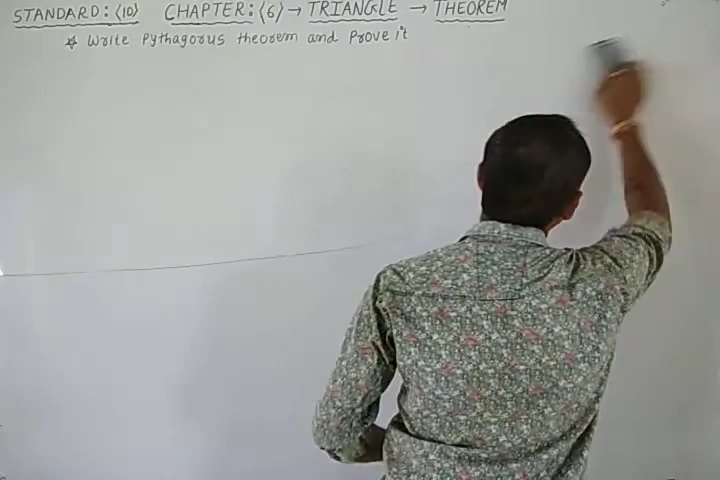 STANDARD:⟨10⟩ CHAPTER:⟨6⟩ → TRIANGLE → THEOREM
* Write Pythagorus theorem and Prove it